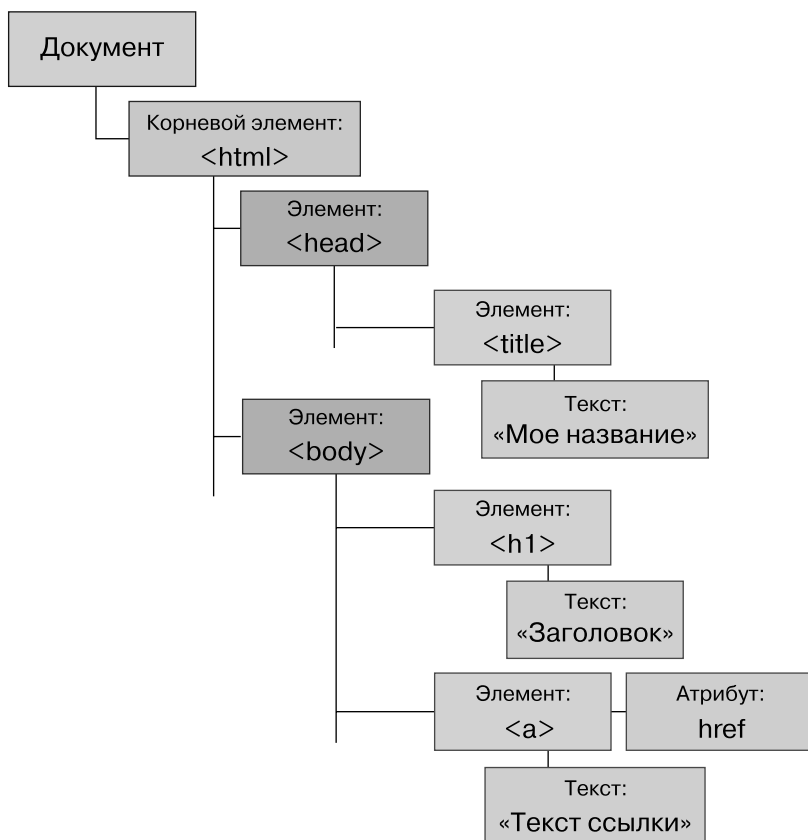 Документ
Корневой элемент:
<html>
Элемент:
<head>
Элемент:
<title>
Текст:
«Мое название»
Элемент:
<body>
Элемент:
<h1>
Текст:
«Заголовок»
Элемент:
<a>
Атрибут:
href
Текст:
«Текст ссылки»